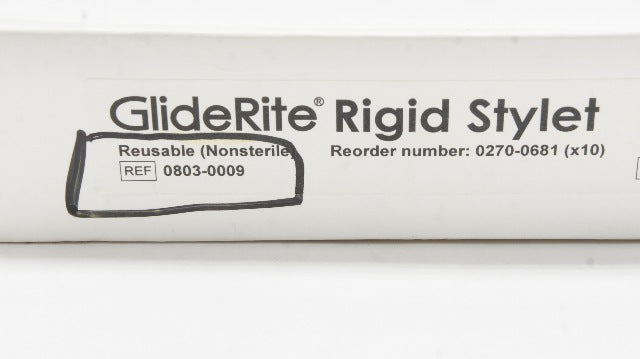 GlideRite® Rigid Stylet
Reusable (Nonsterile) Reorder number: 0270-0681 (x10)
REF 0803-0009